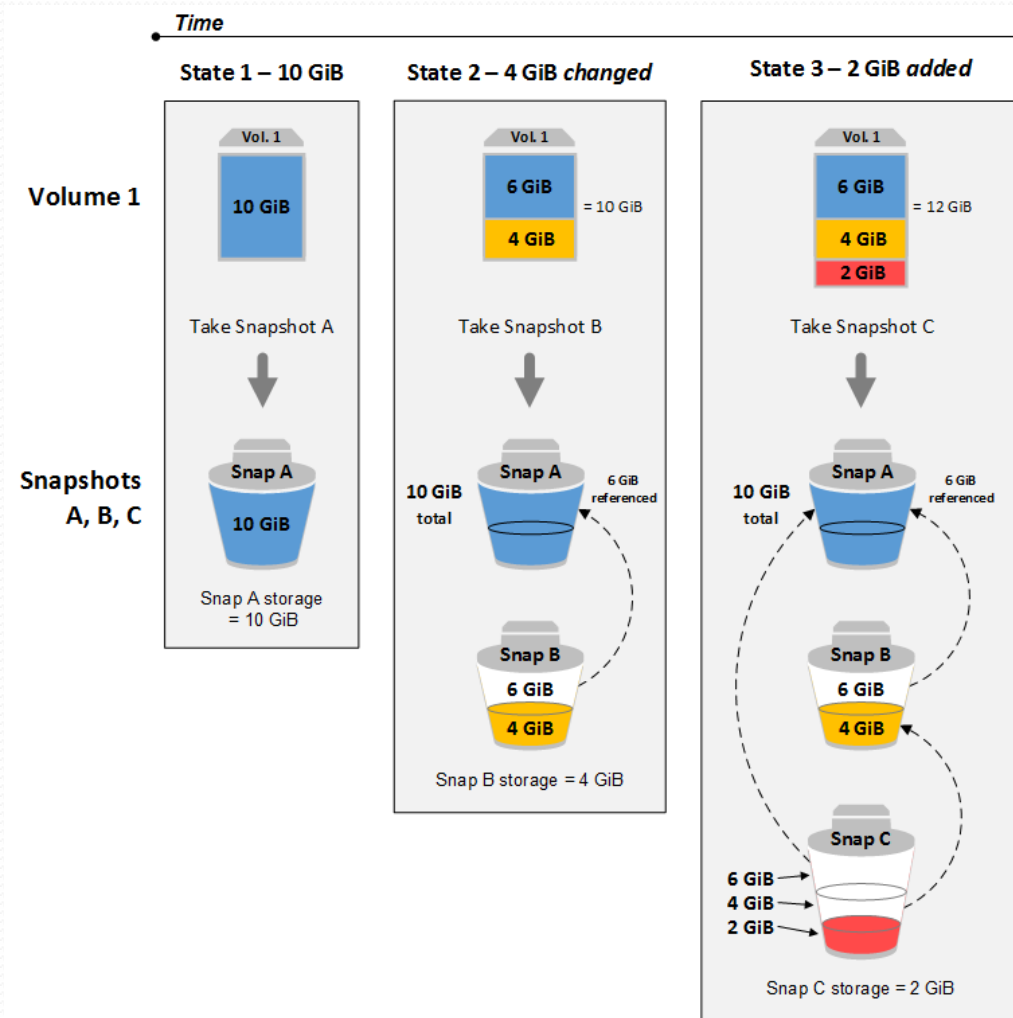 Time
State 1 – 10 GiB
State 2 – 4 GiB changed
State 3 – 2 GiB added
Volume 1
Vol. 1
10 GiB
Vol. 1
6 GiB
4 GiB
= 10 GiB
Vol. 1
6 GiB
4 GiB
2 GiB
= 12 GiB
Take Snapshot A
Take Snapshot B
Take Snapshot C
Snapshots
A, B, C
Snap A
10 GiB
Snap A storage
= 10 GiB
10 GiB
total
Snap A
6 GiB
referenced
Snap B
6 GiB
4 GiB
Snap B storage = 4 GiB
10 GiB
total
Snap A
6 GiB
referenced
Snap B
6 GiB
4 GiB
Snap C
6 GiB
4 GiB
2 GiB
Snap C storage = 2 GiB